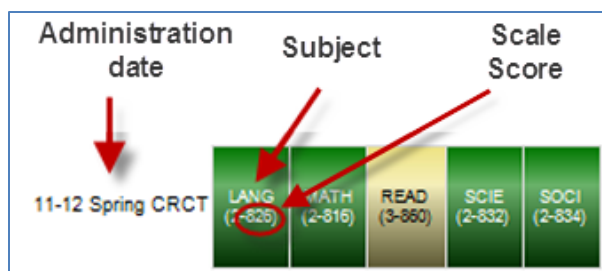 Administration date
Subject
Scale Score
11-12 Spring CRCT
LANG (2-826)
MATH (2-816)
READ (3-860)
SCIE (2-832)
SOCI (2-834)